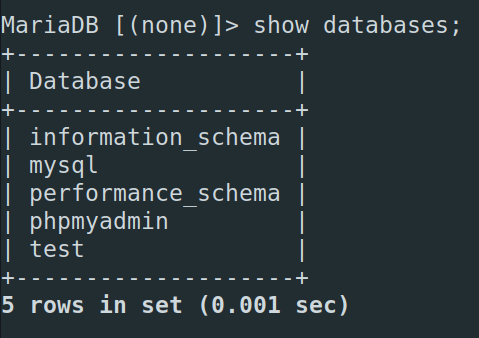 MariaDB [(none)]> show databases;
+--------------------+
| Database           |
+--------------------+
| information_schema |
| mysql              |
| performance_schema |
| phpmyadmin         |
| test               |
+--------------------+
5 rows in set (0.001 sec)